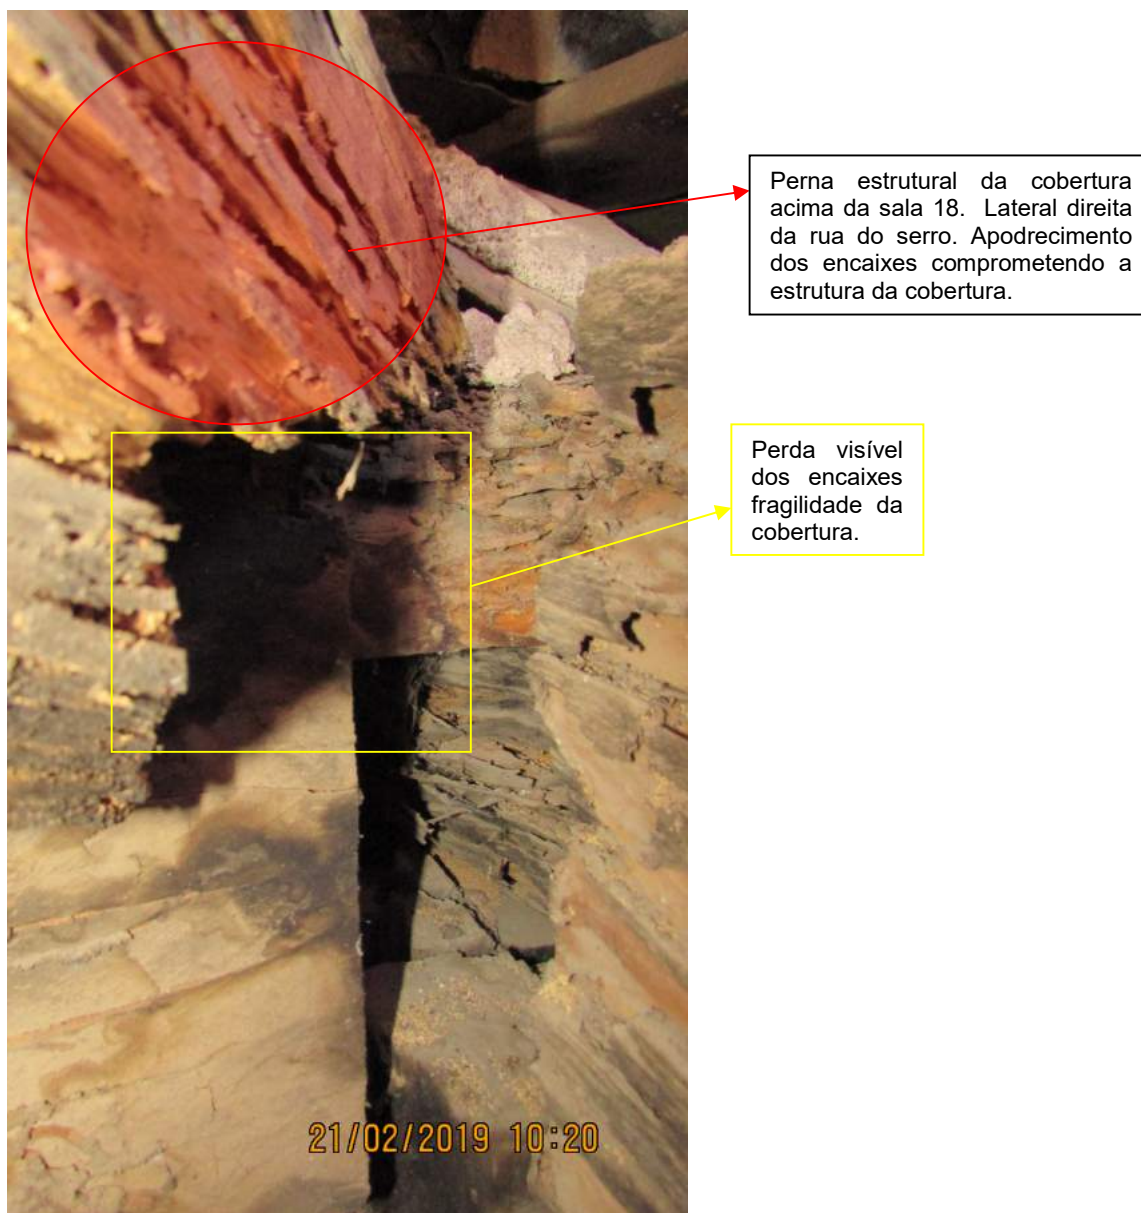 Perna estrutural da cobertura
acima da sala 18. Lateral direita
da rua do serro. Apodrecimento
dos encaixes comprometendo a
estrutura da cobertura.
Perda visível
dos encaixes
fragilidade da
cobertura.
21/02/2019 10:20